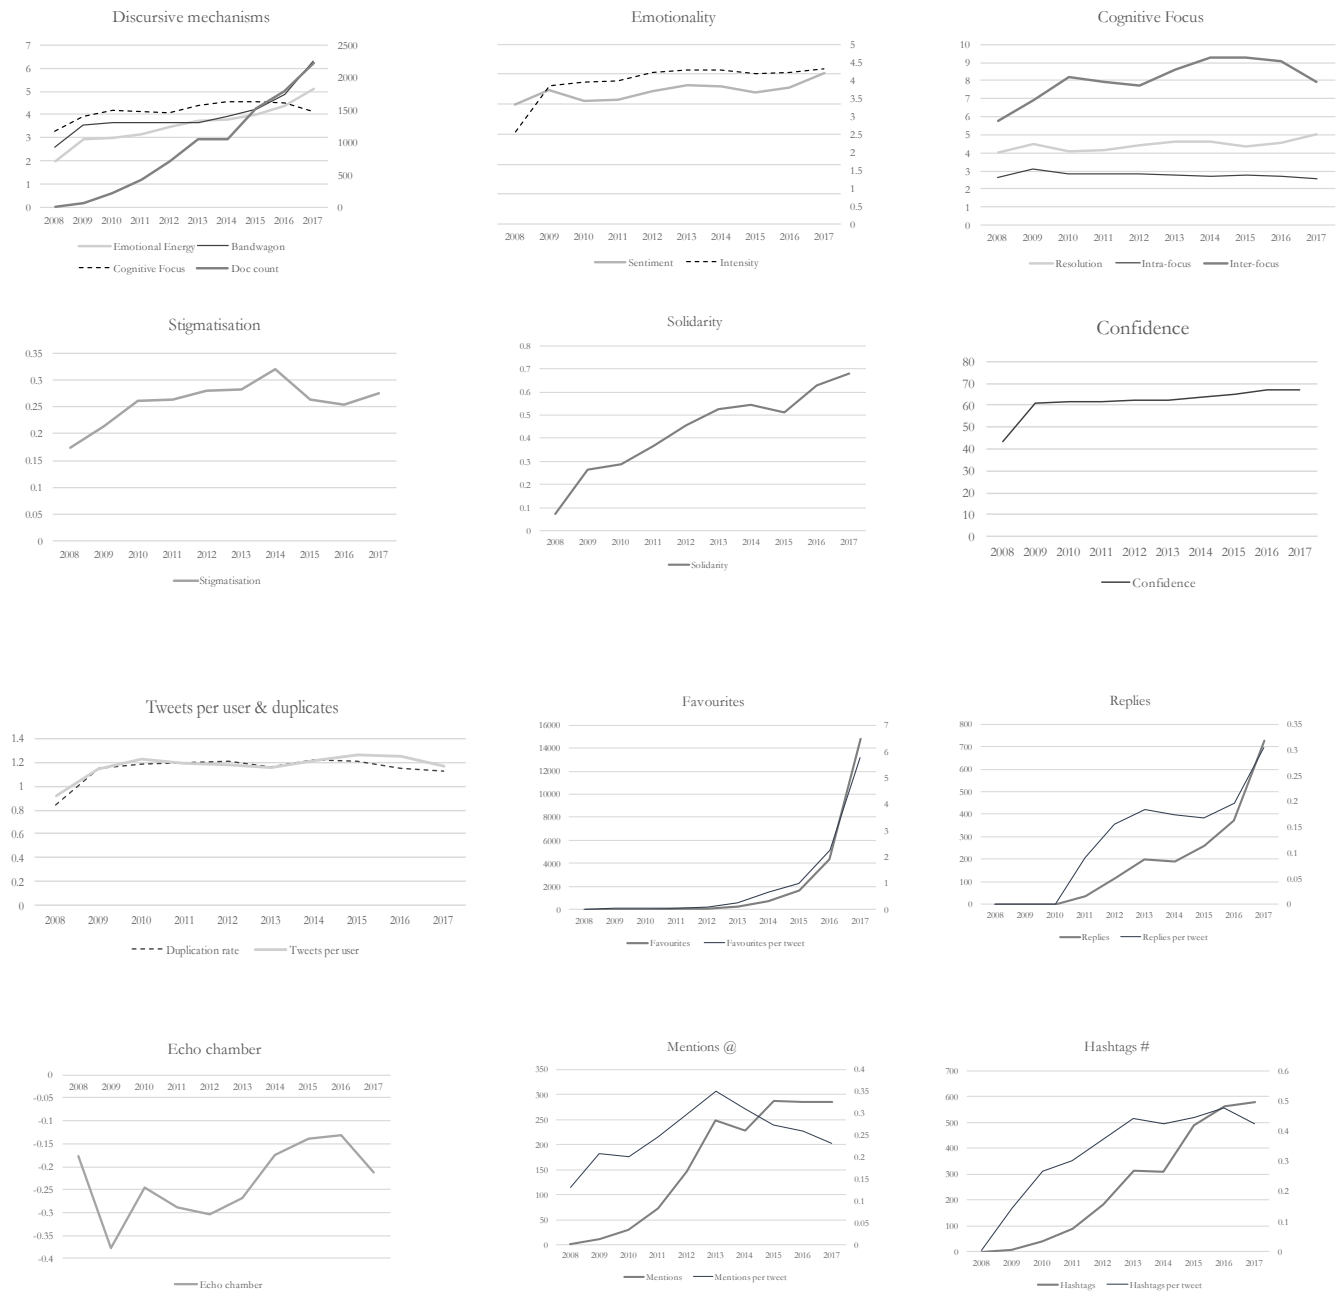 Discursive mechanisms
7 2500
6 2000
5 1500
4
3 1000
2 500
1
0 0
2008 2009 2010 2011 2012 2013 2014 2015 2016 2017
Emotional Energy Bandwagon
Cognitive Focus Doc count
Emotionality
5
4.5
4
3.5
3
2.5
2
1.5
1
0.5
0
2008 2009 2010 2011 2012 2013 2014 2015 2016 2017
Sentiment Intensity
Cognitive Focus
10
9
8
7
6
5
4
3
2
1
0
2008 2009 2010 2011 2012 2013 2014 2015 2016 2017
Resolution Intra-focus Inter-focus
Stigmatisation
0.35
0.3
0.25
0.2
0.15
0.1
0.05
0
2008 2009 2010 2011 2012 2013 2014 2015 2016 2017
Stigmatisation
Solidarity
0.8
0.7
0.6
0.5
0.4
0.3
0.2
0.1
0
2008 2009 2010 2011 2012 2013 2014 2015 2016 2017
Solidarity
Confidence
80
70
60
50
40
30
20
10
0
2008 2009 2010 2011 2012 2013 2014 2015 2016 2017
Confidence
Tweets per user & duplicates
1.4
1.2
1
0.8
0.6
0.4
0.2
0
2008 2009 2010 2011 2012 2013 2014 2015 2016 2017
Duplication rate Tweets per user
Favourites
16000 7
14000 6
12000 5
10000 4
8000
6000 3
4000 2
2000 1
0 0
2008 2009 2010 2011 2012 2013 2014 2015 2016 2017
Favourites Favourites per tweet
Replies
800 0.35
700 0.3
600 0.25
500 0.2
400
300 0.15
200 0.1
100 0.05
0 0
2008 2009 2010 2011 2012 2013 2014 2015 2016 2017
Replies Replies per tweet
Echo chamber
0
2008 2009 2010 2011 2012 2013 2014 2015 2016 2017
-0.05
-0.1
-0.15
-0.2
-0.25
-0.3
-0.35
-0.4
Echo chamber
Mentions @
350 0.4
300 0.35
250 0.3
0.25
200 0.2
150 0.15
100 0.1
50 0.05
0 0
2008 2009 2010 2011 2012 2013 2014 2015 2016 2017
Mentions Mentions per tweet
Hashtags #
700 0.6
600 0.5
500 0.4
400
300 0.3
200 0.2
100 0.1
0 0
2008 2009 2010 2011 2012 2013 2014 2015 2016 2017
Hashtags Hashtags per tweet